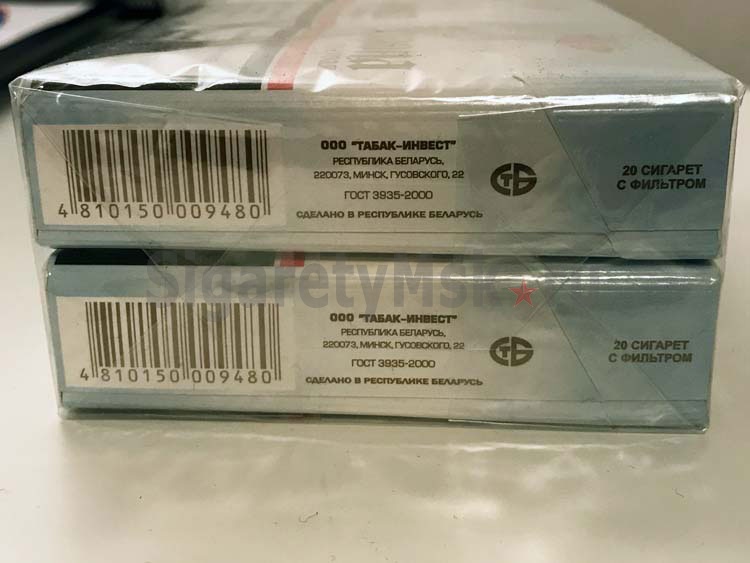 4 810150 009480
ООО "ТАБАК-ИНВЕСТ"
РЕСПУБЛИКА БЕЛАРУСЬ,
220073, МИНСК, ГУСОВСКОГО, 22
ГОСТ 3935-2000
СДЕЛАНО В РЕСПУБЛИКЕ БЕЛАРУСЬ
СТБ
20 СИГАРЕТ
С ФИЛЬТРОМ
SigaretyMsk
4 810150 009480
ООО "ТАБАК-ИНВЕСТ"
РЕСПУБЛИКА БЕЛАРУСЬ,
220073, МИНСК, ГУСОВСКОГО, 22
ГОСТ 3935-2000
СДЕЛАНО В РЕСПУБЛИКЕ БЕЛАРУСЬ
СТБ
20 СИГАРЕТ
С ФИЛЬТРОМ